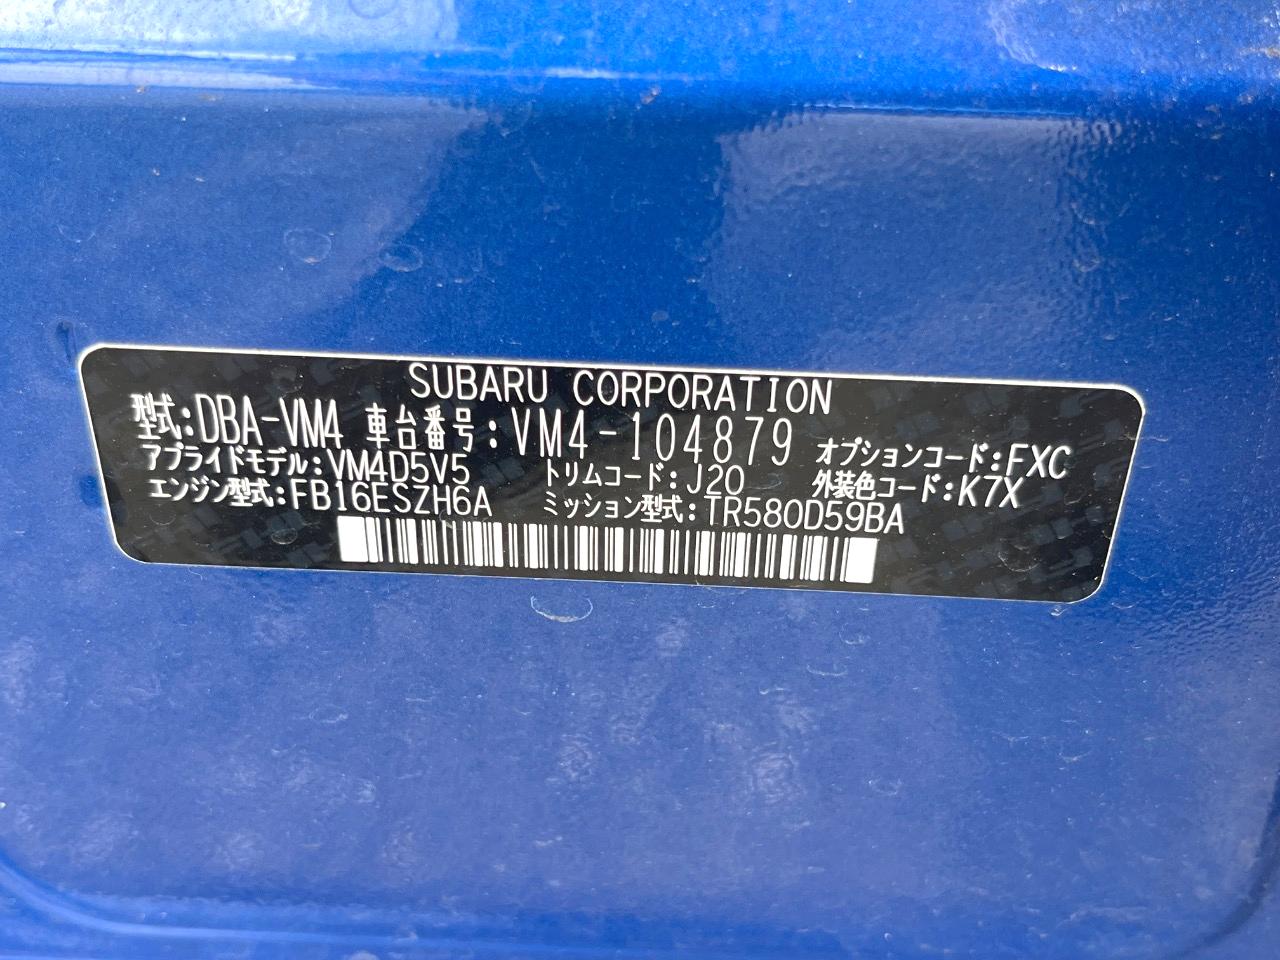 SUBARU CORPORATION
型式:DBA-VM4 車台番号:VM4-104879 オプションコード:FXC
アプライドモデル:VM4D5V5 トリムコード:J20 外装色コード:K7X
エンジン型式:FB16ESZH6A ミッション型式:TR580D59BA